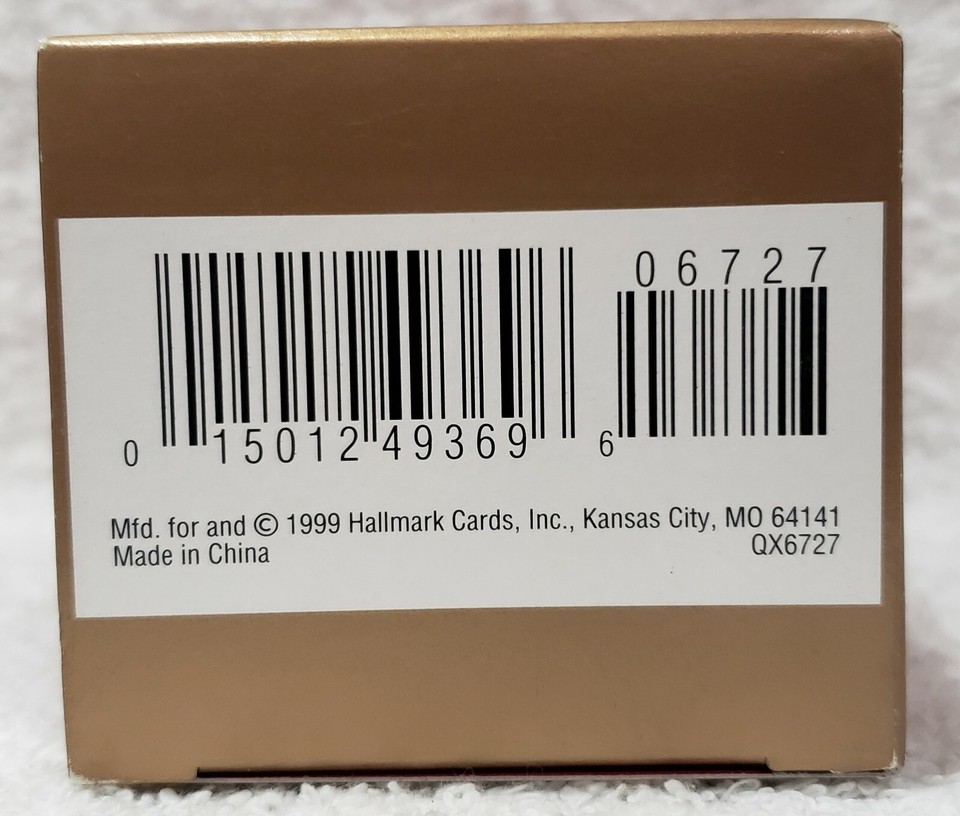 06727
0 15012 49369 6
Mfd. for and © 1999 Hallmark Cards, Inc., Kansas City, MO 64141
Made in China
QX6727